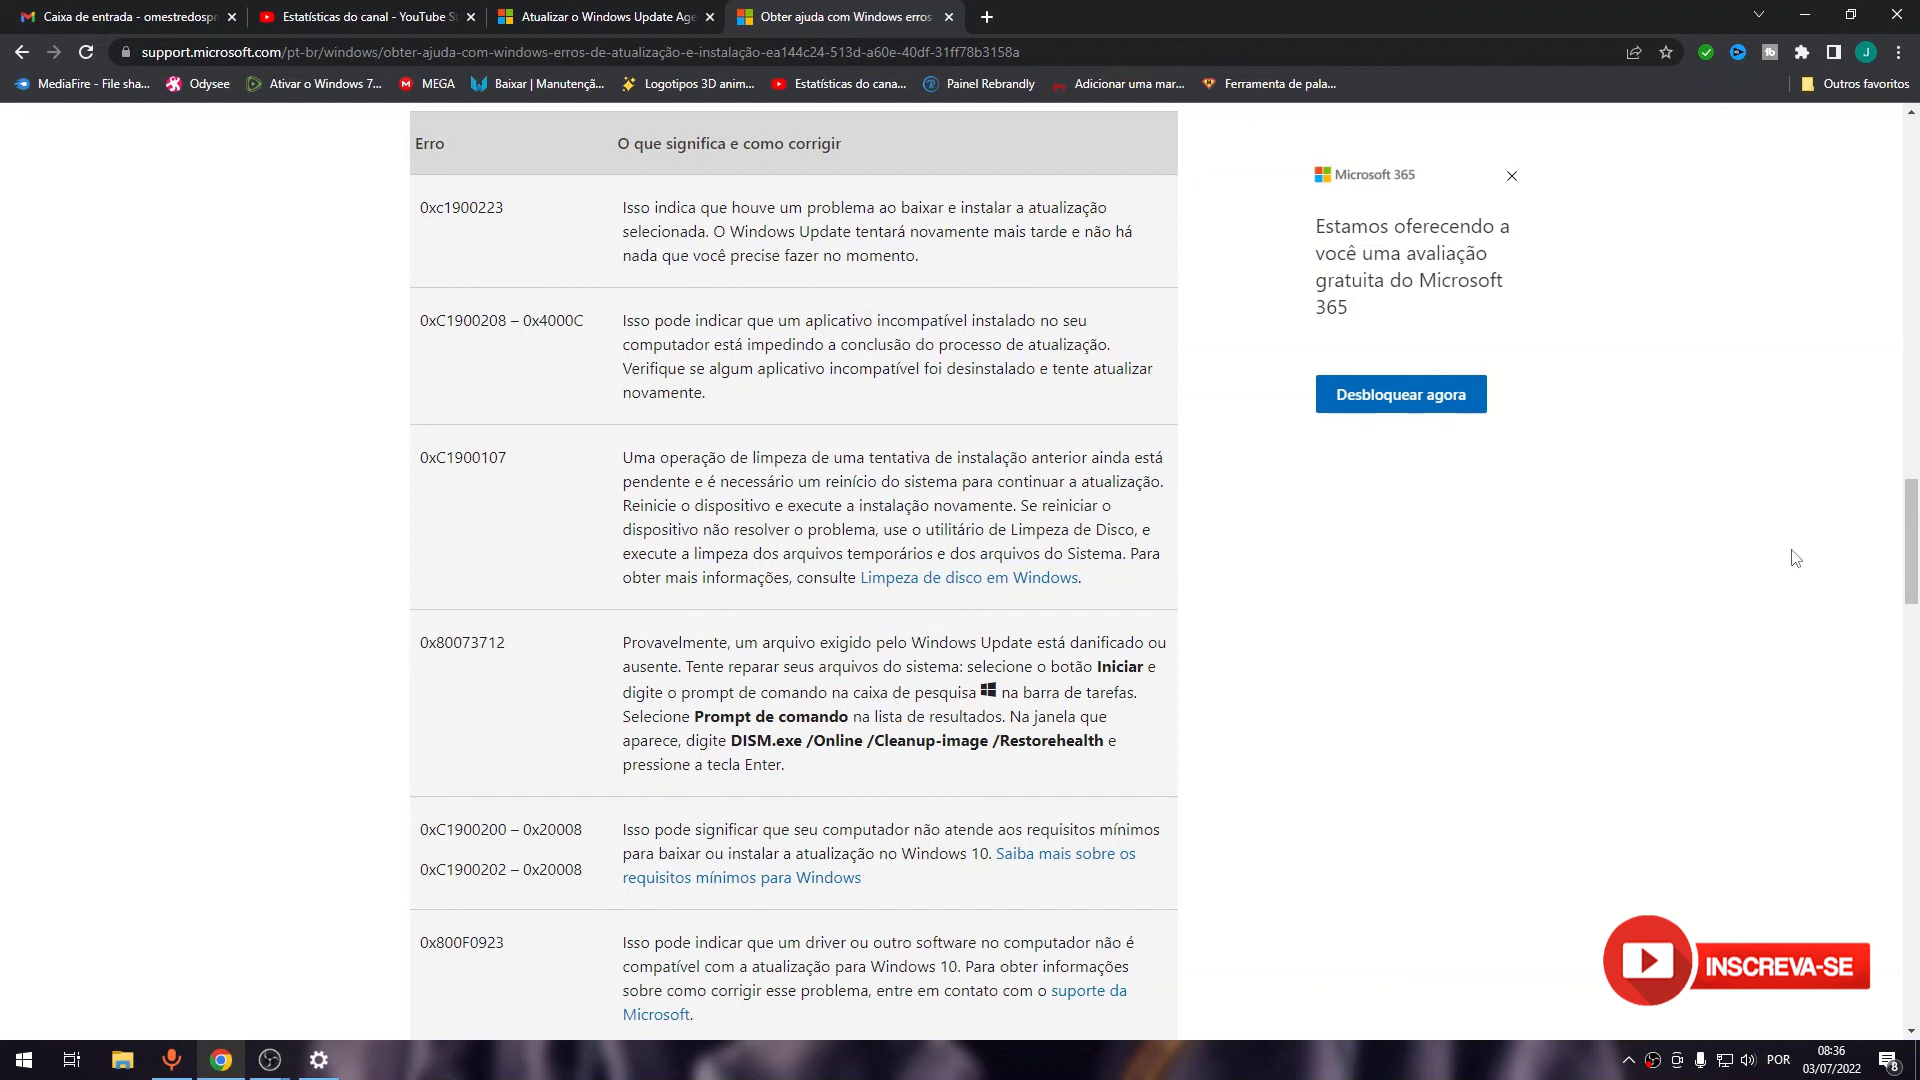 Caixa de entrada - omestredospr
Estatísticas do canal - YouTube S
Atualizar o Windows Update Age
Obter ajuda com Windows erros
support.microsoft.com/pt-br/windows/obter-ajuda-com-windows-erros-de-atualização-e-instalação-ea144c24-513d-a60e-40df-31ff78b3158a
MediaFire - File sha...
Odysee
Ativar o Windows 7...
MEGA
Baixar | Manutençã...
Logotipos 3D anim...
Estatísticas do cana...
Painel Rebrandly
Adicionar uma mar...
Ferramenta de pala...
Outros favoritos
Erro
O que significa e como corrigir
0xc1900223
Isso indica que houve um problema ao baixar e instalar a atualização
selecionada. O Windows Update tentará novamente mais tarde e não há
nada que você precise fazer no momento.
0xC1900208 – 0x4000C
Isso pode indicar que um aplicativo incompatível instalado no seu
computador está impedindo a conclusão do processo de atualização.
Verifique se algum aplicativo incompatível foi desinstalado e tente atualizar
novamente.
0xC1900107
Uma operação de limpeza de uma tentativa de instalação anterior ainda está
pendente e é necessário um reinício do sistema para continuar a atualização.
Reinicie o dispositivo e execute a instalação novamente. Se reiniciar o
dispositivo não resolver o problema, use o utilitário de Limpeza de Disco, e
execute a limpeza dos arquivos temporários e dos arquivos do Sistema. Para
obter mais informações, consulte Limpeza de disco em Windows.
0x80073712
Provavelmente, um arquivo exigido pelo Windows Update está danificado ou
ausente. Tente reparar seus arquivos do sistema: selecione o botão Iniciar e
digite o prompt de comando na caixa de pesquisa na barra de tarefas.
Selecione Prompt de comando na lista de resultados. Na janela que
aparece, digite DISM.exe /Online /Cleanup-image /Restorehealth e
pressione a tecla Enter.
0xC1900200 – 0x20008
0xC1900202 – 0x20008
Isso pode significar que seu computador não atende aos requisitos mínimos
para baixar ou instalar a atualização no Windows 10. Saiba mais sobre os
requisitos mínimos para Windows
0x800F0923
Isso pode indicar que um driver ou outro software no computador não é
compatível com a atualização para Windows 10. Para obter informações
sobre como corrigir esse problema, entre em contato com o suporte da
Microsoft.
Microsoft 365
Estamos oferecendo a
você uma avaliação
gratuita do Microsoft
365
Desbloquear agora
INSCREVA-SE
POR
08:36
03/07/2022
8